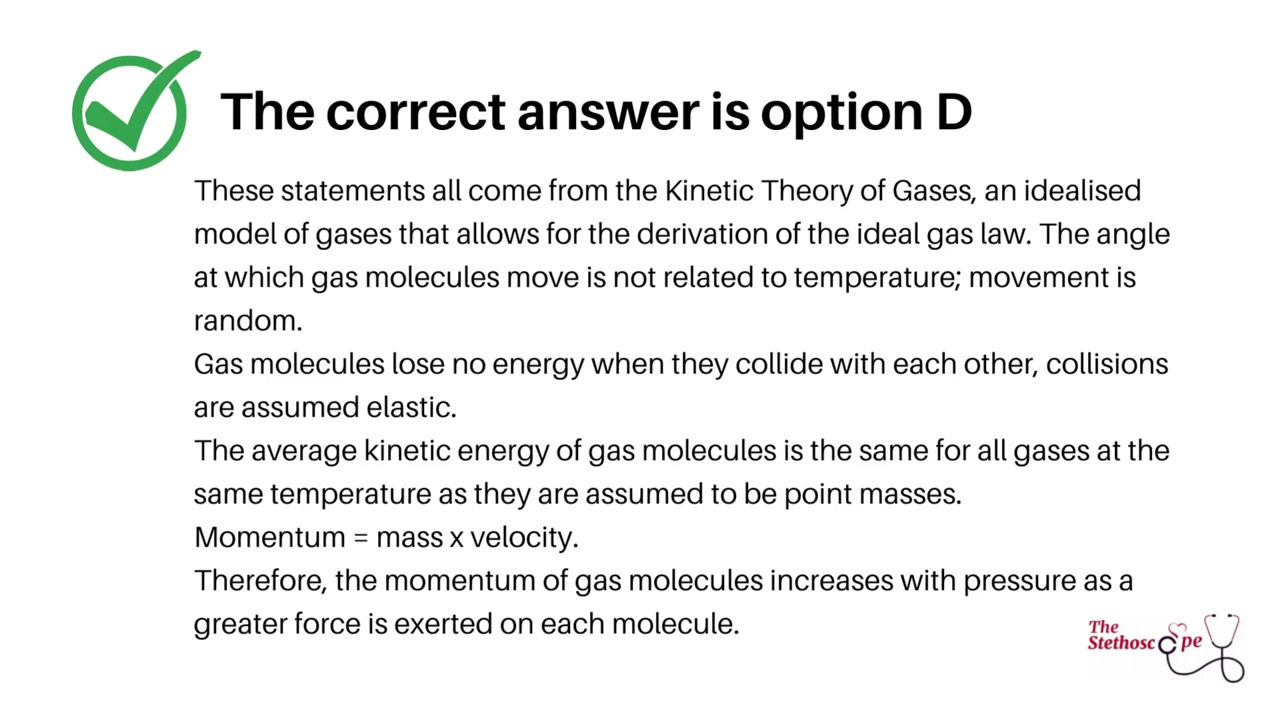 The correct answer is option D
These statements all come from the Kinetic Theory of Gases, an idealised
model of gases that allows for the derivation of the ideal gas law. The angle
at which gas molecules move is not related to temperature; movement is
random.
Gas molecules lose no energy when they collide with each other, collisions
are assumed elastic.
The average kinetic energy of gas molecules is the same for all gases at the
same temperature as they are assumed to be point masses.
Momentum = mass x velocity.
Therefore, the momentum of gas molecules increases with pressure as a
greater force is exerted on each molecule.
The
Stethoscope